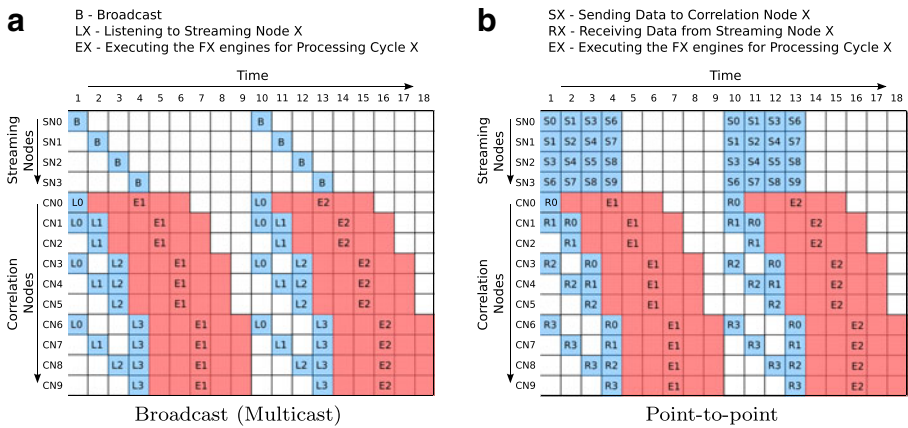 a
B - Broadcast
LX - Listening to Streaming Node X
EX - Executing the FX engines for Processing Cycle X
Time
1 2 3 4 5 6 7 8 9 10 11 12 13 14 15 16 17 18
Streaming Nodes
SN0 B B
SN1 B B
SN2 B B
SN3 B B
Correlation Nodes
CN0 L0 E1 L0 E2
CN1 L0 L1 E1 L0 L1 E2
CN2 L1 E1 L1 E2
CN3 L0 L2 E1 L0 L2 E2
CN4 L1 L2 E1 L1 L2 E2
CN5 L2 E1 L2 E2
CN6 L0 L3 E1 L0 L3 E2
CN7 L1 L3 E1 L1 L3 E2
CN8 L2 L3 E1 L2 L3 E2
CN9 L3 E1 L3 E2
Broadcast (Multicast)
b
SX - Sending Data to Correlation Node X
RX - Receiving Data from Streaming Node X
EX - Executing the FX engines for Processing Cycle X
Time
1 2 3 4 5 6 7 8 9 10 11 12 13 14 15 16 17 18
Streaming Nodes
SN0 S0 S1 S3 S6 S0 S1 S3 S6
SN1 S1 S2 S4 S7 S1 S2 S4 S7
SN2 S3 S4 S5 S8 S3 S4 S5 S8
SN3 S6 S7 S8 S9 S6 S7 S8 S9
Correlation Nodes
CN0 R0 E1 R0 E2
CN1 R1 R0 E1 R1 R0 E2
CN2 R1 E1 R1 E2
CN3 R2 R0 E1 R2 R0 E2
CN4 R2 R1 E1 R2 R1 E2
CN5 R2 E1 R2 E2
CN6 R3 R0 E1 R3 R0 E2
CN7 R3 R1 E1 R3 R1 E2
CN8 R3 R2 E1 R3 R2 E2
CN9 R3 E1 R3 E2
Point-to-point